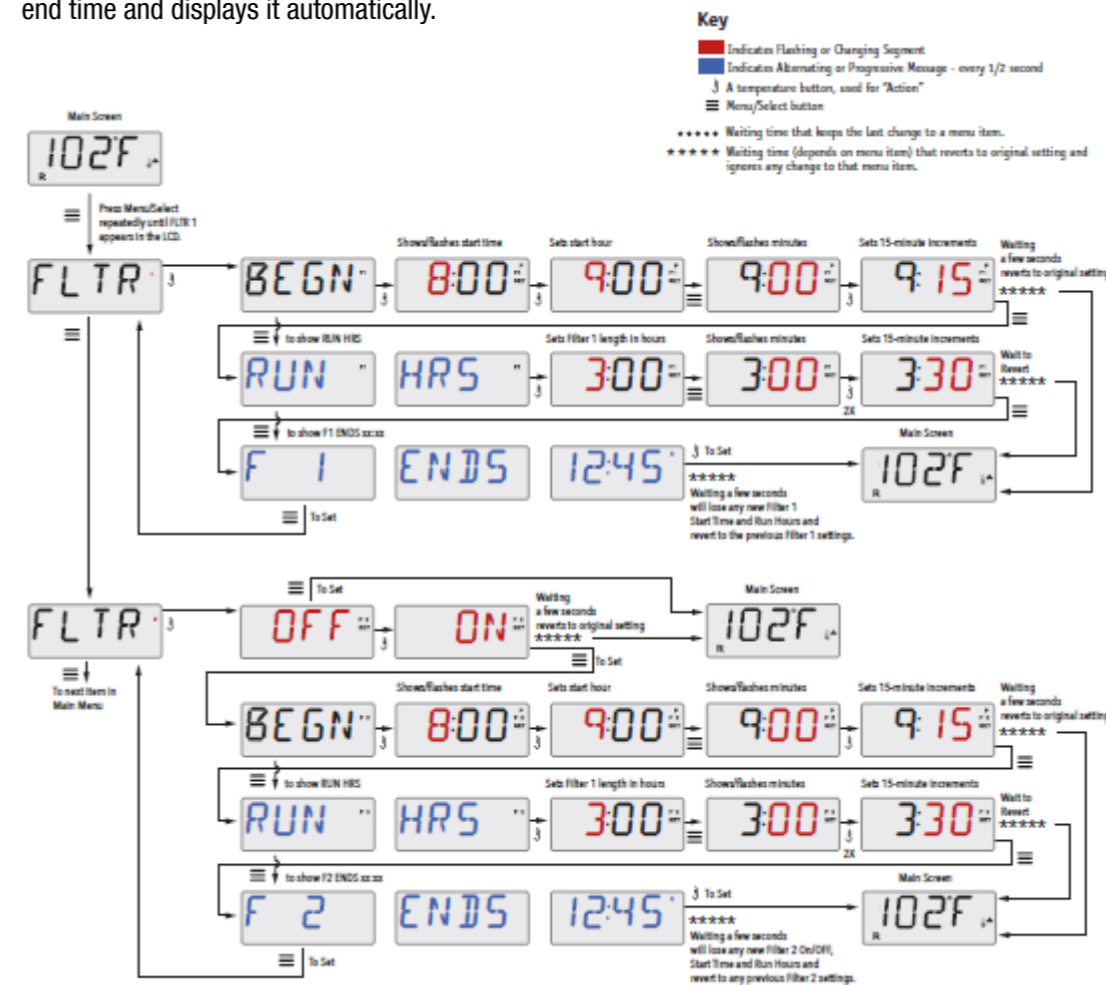 end time and displays it automatically.
Key
Indicates Flashing or Changing Segment
Indicates Alternating or Progressive Message - every 1/2 second
A temperature button, used for "Action"
Menu/Select button
***** Waiting time that keeps the last change to a menu item.
***** Waiting time (depends on menu item) that reverts to original setting and
ignores any change to that menu item.
Main Screen
102°F
R
Press Menu/Select
repeatedly until FLTR 1
appears in the LCD.
Shows/flashes start time
Sets start hour
Shows/flashes minutes
Sets 15-minute increments
Waiting
a few seconds
reverts to original setting
*****
FLTR
BEGN
8:00
9:00
9:00
9:15
to show RUN HRS
Sets Filter 1 length in hours
Shows/flashes minutes
Sets 15-minute increments
Wait to
Revert
*****
RUN
HRS
3:00
3:00
3:30
2X
to show F1 ENDS xx:xx
Main Screen
F 1
ENDS
12:45
To Set
*****
Waiting a few seconds
will lose any new Filter 1
Start Time and Run Hours and
revert to the previous Filter 1 settings.
102°F
R
To Set
To Set
Main Screen
FLTR
OFF
ON
Waiting
a few seconds
reverts to original setting
*****
102°F
R
To Set
To next item in
Main Menu
Shows/flashes start time
Sets start hour
Shows/flashes minutes
Sets 15-minute increments
Waiting
a few seconds
reverts to original setting
*****
BEGN
8:00
9:00
9:00
9:15
to show RUN HRS
Sets Filter 1 length in hours
Shows/flashes minutes
Sets 15-minute increments
Wait to
Revert
*****
RUN
HRS
3:00
3:00
3:30
2X
to show F2 ENDS xx:xx
Main Screen
F 2
ENDS
12:45
To Set
*****
Waiting a few seconds
will lose any new Filter 2 On/OFF,
Start Time and Run Hours and
revert to any previous Filter 2 settings.
102°F
R
To Set